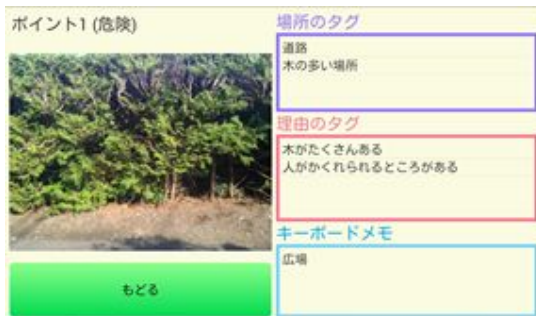 ポイント1 (危険)
場所のタグ
道路
木の多い場所
理由のタグ
木がたくさんある
人がかくれられるところがある
キーボードメモ
広場
もどる